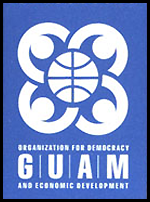 ORGANIZATION FOR DEMOCRACY
G|U|A|M
AND ECONOMIC DEVELOPMENT